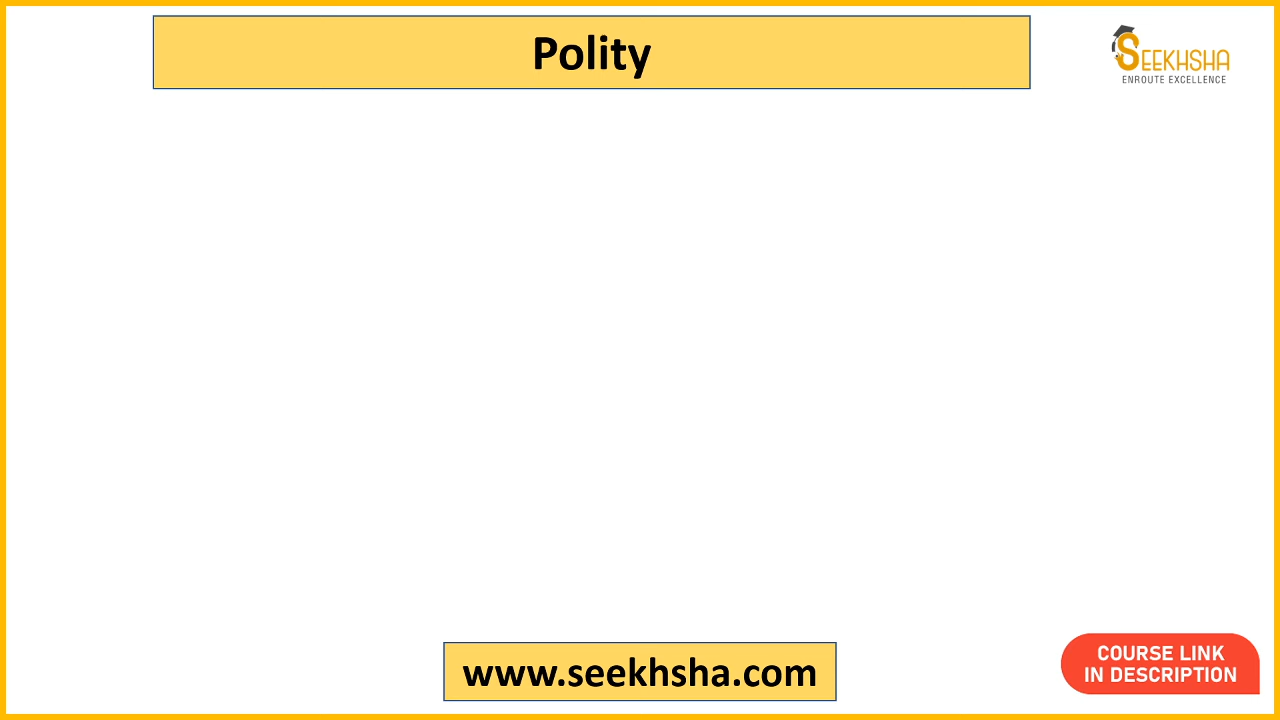 Polity
SEEKHSHA
ENROUTE EXCELLENCE
www.seekhsha.com
COURSE LINK
IN DESCRIPTION